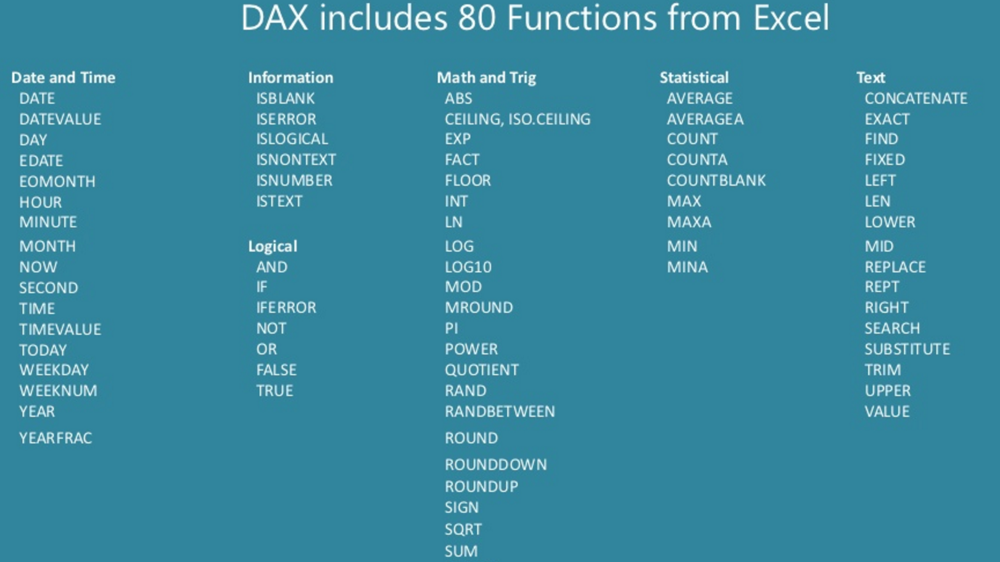 DAX includes 80 Functions from Excel
Date and Time
DATE
DATEVALUE
DAY
EDATE
EOMONTH
HOUR
MINUTE
MONTH
NOW
SECOND
TIME
TIMEVALUE
TODAY
WEEKDAY
WEEKNUM
YEAR
YEARFRAC
Information
ISBLANK
ISERROR
ISLOGICAL
ISNONTEXT
ISNUMBER
ISTEXT
Logical
AND
IF
IFERROR
NOT
OR
FALSE
TRUE
Math and Trig
ABS
CEILING, ISO.CEILING
EXP
FACT
FLOOR
INT
LN
LOG
LOG10
MOD
MROUND
PI
POWER
QUOTIENT
RAND
RANDBETWEEN
ROUND
ROUNDDOWN
ROUNDUP
SIGN
SQRT
SUM
Statistical
AVERAGE
AVERAGEA
COUNT
COUNTA
COUNTBLANK
MAX
MAXA
MIN
MINA
Text
CONCATENATE
EXACT
FIND
FIXED
LEFT
LEN
LOWER
MID
REPLACE
REPT
RIGHT
SEARCH
SUBSTITUTE
TRIM
UPPER
VALUE